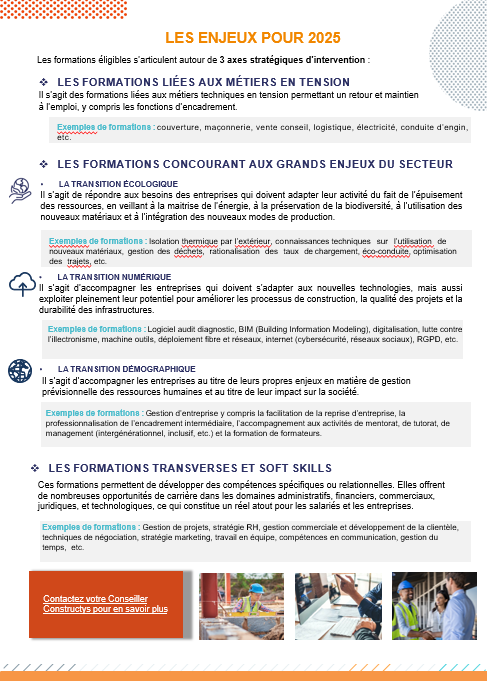 LES ENJEUX POUR 2025
Les formations éligibles s'articulent autour de 3 axes stratégiques d'intervention :
❖ LES FORMATIONS LIÉES AUX MÉTIERS EN TENSION
Il s'agit des formations liées aux métiers techniques en tension permettant un retour et maintien
à l'emploi, y compris les fonctions d'encadrement.
Exemples de formations : couverture, maçonnerie, vente conseil, logistique, électricité, conduite d'engin,
etc.
❖ LES FORMATIONS CONCOURANT AUX GRANDS ENJEUX DU SECTEUR
• LA TRANSITION ÉCOLOGIQUE
Il s'agit de répondre aux besoins des entreprises qui doivent adapter leur activité du fait de l'épuisement
des ressources, en veillant à la maitrise de l'énergie, à la préservation de la biodiversité, à l'utilisation des
nouveaux matériaux et à l'intégration des nouveaux modes de production.
Exemples de formations : Isolation thermique par l'extérieur, connaissances techniques sur l'utilisation de
nouveaux matériaux, gestion des déchets, rationalisation des taux de chargement, éco-conduite, optimisation
des trajets, etc.
• LA TRANSITION NUMÉRIQUE
Il s'agit d'accompagner les entreprises qui doivent s'adapter aux nouvelles technologies, mais aussi
exploiter pleinement leur potentiel pour améliorer les processus de construction, la qualité des projets et la
durabilité des infrastructures.
Exemples de formations : Logiciel audit diagnostic, BIM (Building Information Modeling), digitalisation, lutte contre
l'illectronisme, machine outils, déploiement fibre et réseaux, internet (cybersécurité, réseaux sociaux), RGPD, etc.
• LA TRANSITION DÉMOGRAPHIQUE
Il s'agit d'accompagner les entreprises au titre de leurs propres enjeux en matière de gestion
prévisionnelle des ressources humaines et au titre de leur impact sur la société.
Exemples de formations : Gestion d'entreprise y compris la facilitation de la reprise d'entreprise, la
professionnalisation de l'encadrement intermédiaire, l'accompagnement aux activités de mentorat, de tutorat, de
management (intergénérationnel, inclusif, etc.) et la formation de formateurs.
❖ LES FORMATIONS TRANSVERSES ET SOFT SKILLS
Ces formations permettent de développer des compétences spécifiques ou relationnelles. Elles offrent
de nombreuses opportunités de carrière dans les domaines administratifs, financiers, commerciaux,
juridiques, et technologiques, ce qui constitue un réel atout pour les salariés et les entreprises.
Exemples de formations : Gestion de projets, stratégie RH, gestion commerciale et développement de la clientèle,
techniques de négociation, stratégie marketing, travail en équipe, compétences en communication, gestion du
temps, etc.
Contactez votre Conseiller
Constructys pour en savoir plus